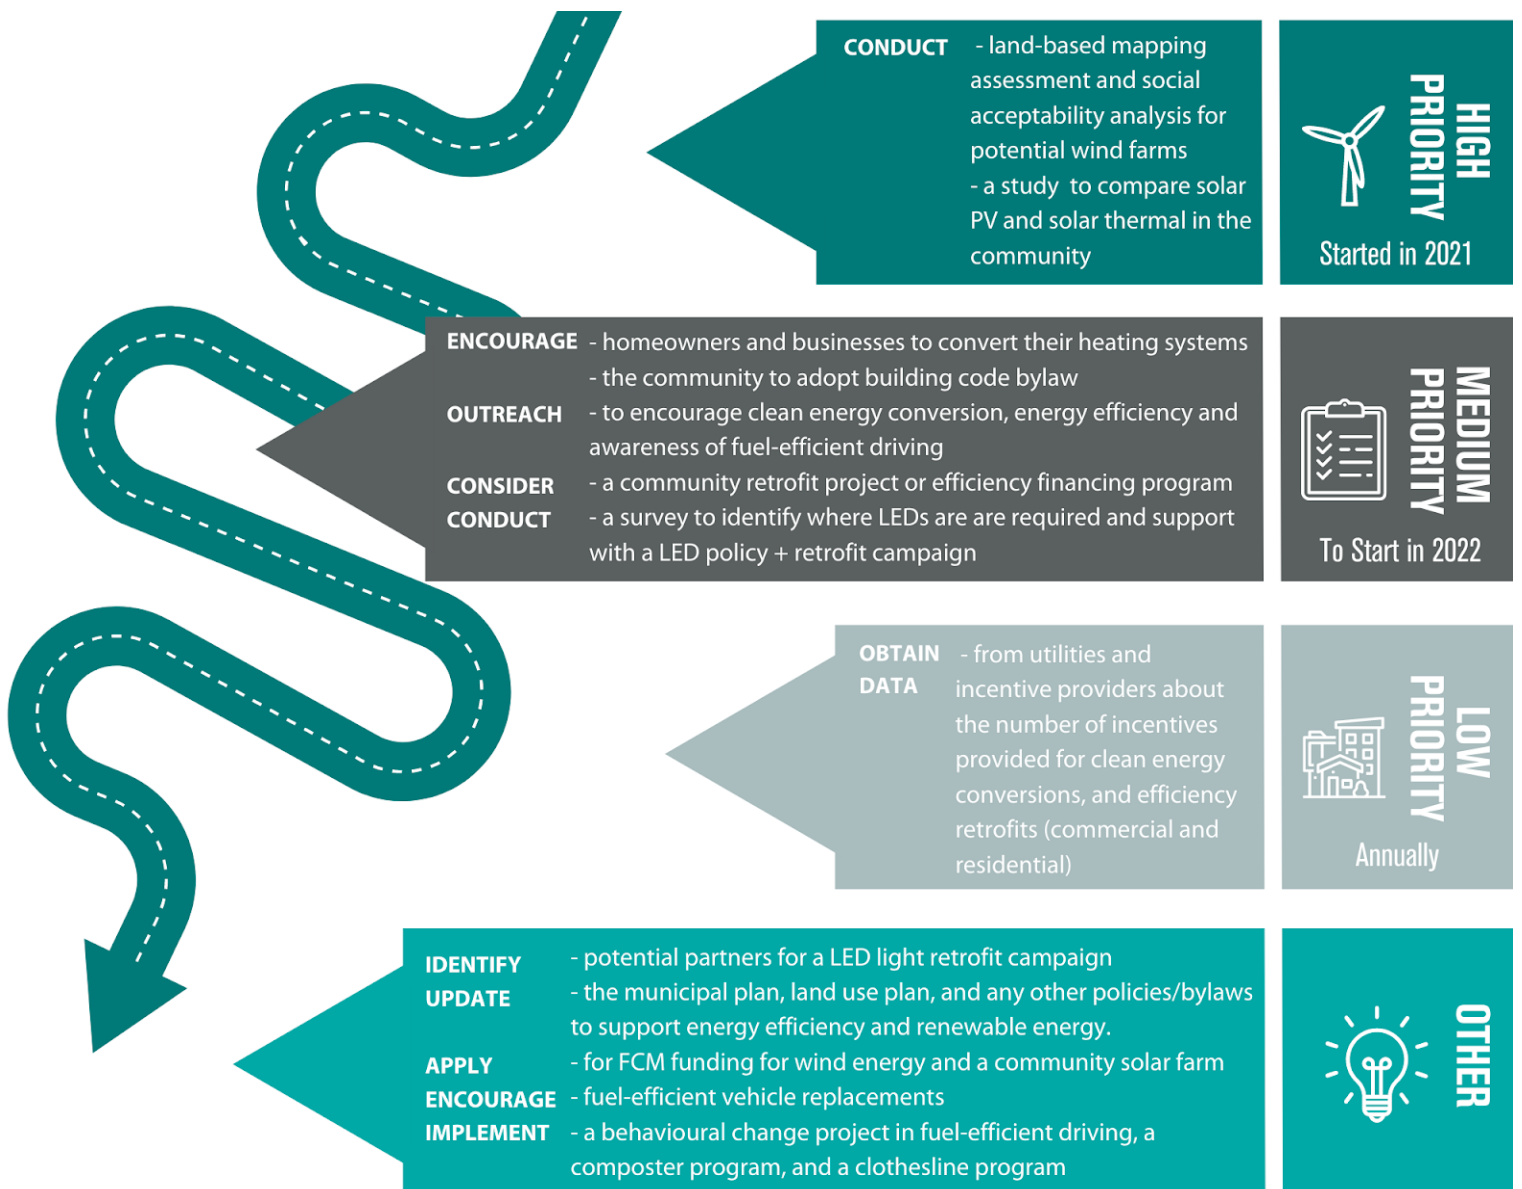 CONDUCT - land-based mapping
assessment and social
acceptability analysis for
potential wind farms
- a study to compare solar
PV and solar thermal in the
community
HIGH
PRIORITY
Started in 2021
ENCOURAGE - homeowners and businesses to convert their heating systems
- the community to adopt building code bylaw
OUTREACH - to encourage clean energy conversion, energy efficiency and
awareness of fuel-efficient driving
CONSIDER - a community retrofit project or efficiency financing program
CONDUCT - a survey to identify where LEDs are are required and support
with a LED policy + retrofit campaign
MEDIUM
PRIORITY
To Start in 2022
OBTAIN - from utilities and
DATA incentive providers about
the number of incentives
provided for clean energy
conversions, and efficiency
retrofits (commercial and
residential)
LOW
PRIORITY
Annually
IDENTIFY - potential partners for a LED light retrofit campaign
UPDATE - the municipal plan, land use plan, and any other policies/bylaws
to support energy efficiency and renewable energy.
APPLY - for FCM funding for wind energy and a community solar farm
ENCOURAGE - fuel-efficient vehicle replacements
IMPLEMENT - a behavioural change project in fuel-efficient driving, a
composter program, and a clothesline program
OTHER